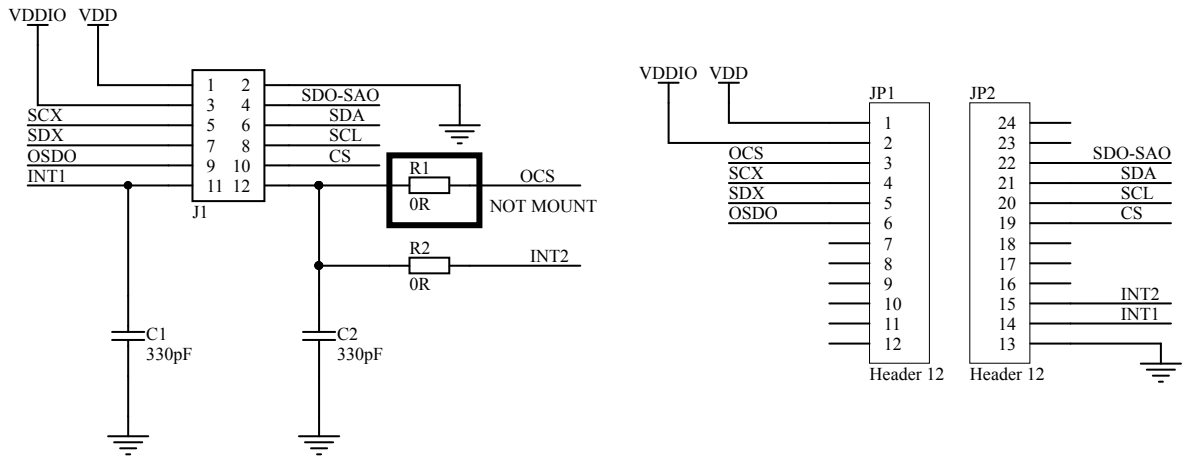 VDDIO VDD
1 2
3 4 SDO-SAO
SCX 5 6 SDA
SDX 7 8 SCL
OSDO 9 10 CS
INT1 11 12
J1
R1
0R
OCS
NOT MOUNT
R2
0R
INT2
C1
330pF
C2
330pF
VDDIO VDD
JP1
1
2
OCS 3
SCX 4
SDX 5
OSDO 6
7
8
9
10
11
12
Header 12
JP2
24
23
22 SDO-SAO
21 SDA
20 SCL
19 CS
18
17
16
15 INT2
14 INT1
13
Header 12